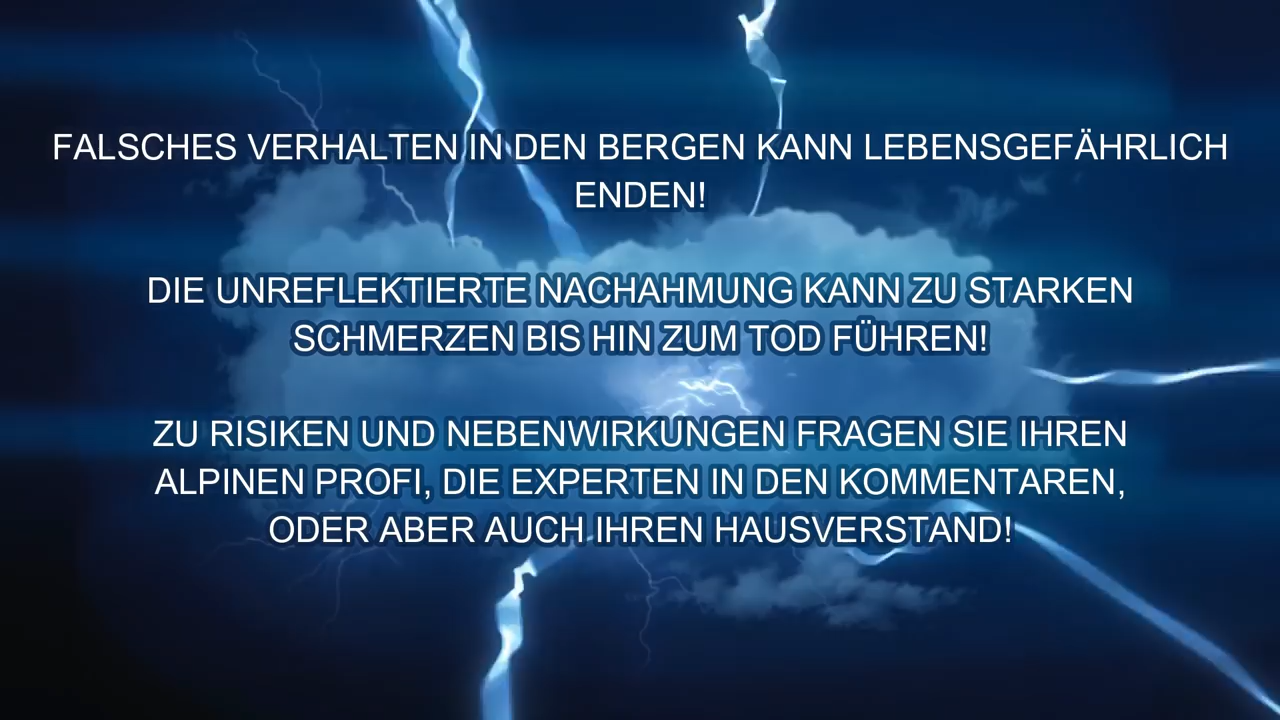 FALSCHES VERHALTEN IN DEN BERGEN KANN LEBENSGEFÄHRLICH
ENDEN!
DIE UNREFLEKTIERTE NACHAHMUNG KANN ZU STARKEN
SCHMERZEN BIS HIN ZUM TOD FÜHREN!
ZU RISIKEN UND NEBENWIRKUNGEN FRAGEN SIE IHREN
ALPINEN PROFI, DIE EXPERTEN IN DEN KOMMENTAREN,
ODER ABER AUCH IHREN HAUSVERSTAND!